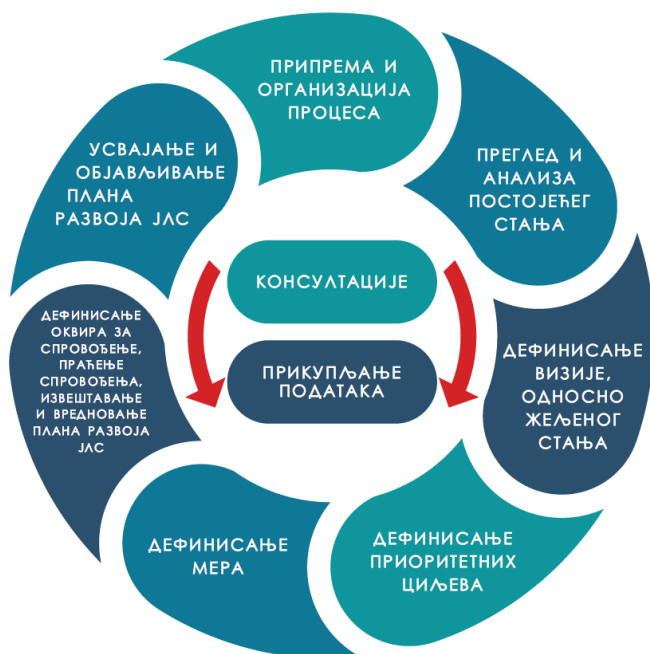 ПРИПРЕМА И
ОРГАНИЗАЦИЈА
ПРОЦЕСА
ПРЕГЛЕД И
АНАЛИЗА
ПОСТОЈЕЋЕГ
СТАЊА
ДЕФИНИСАЊЕ
ВИЗИЈЕ,
ОДНОСНО
ЖЕЉЕНОГ
СТАЊА
ДЕФИНИСАЊЕ
ПРИОРИТЕТНИХ
ЦИЉЕВА
ДЕФИНИСАЊЕ
МЕРА
ДЕФИНИСАЊЕ
ОКВИРА ЗА
СПРОВОЂЕЊЕ,
ПРАЋЕЊЕ
СПРОВОЂЕЊА,
ИЗВЕШТАВАЊЕ
И ВРЕДНОВАЊЕ
ПЛАНА РАЗВОЈА
ЈЛС
УСВАЈАЊЕ И
ОБЈАВЉИВАЊЕ
ПЛАНА
РАЗВОЈА ЈЛС
КОНСУЛТАЦИЈЕ
ПРИКУПЉАЊЕ
ПОДАТАКА